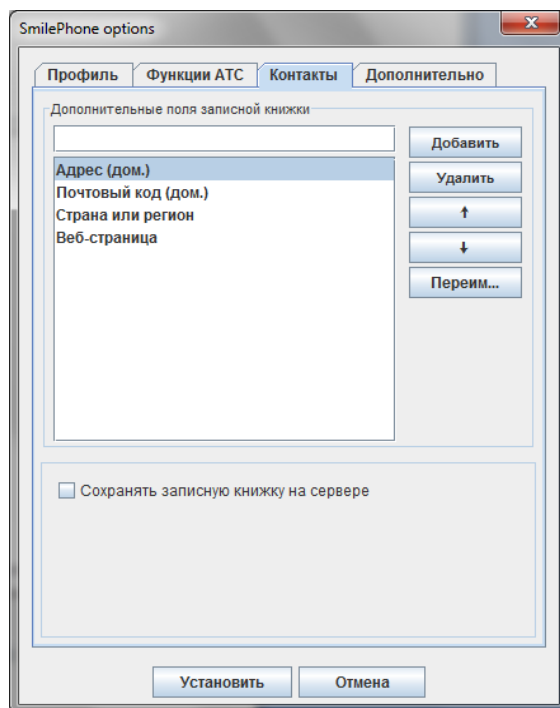 SmilePhone options
Профиль Функции АТС Контакты Дополнительно
Дополнительные поля записной книжки
Добавить
Адрес (дом.)
Удалить
Почтовый код (дом.)
Страна или регион
Веб-страница
Переим...
Сохранять записную книжку на сервере
Установить Отмена